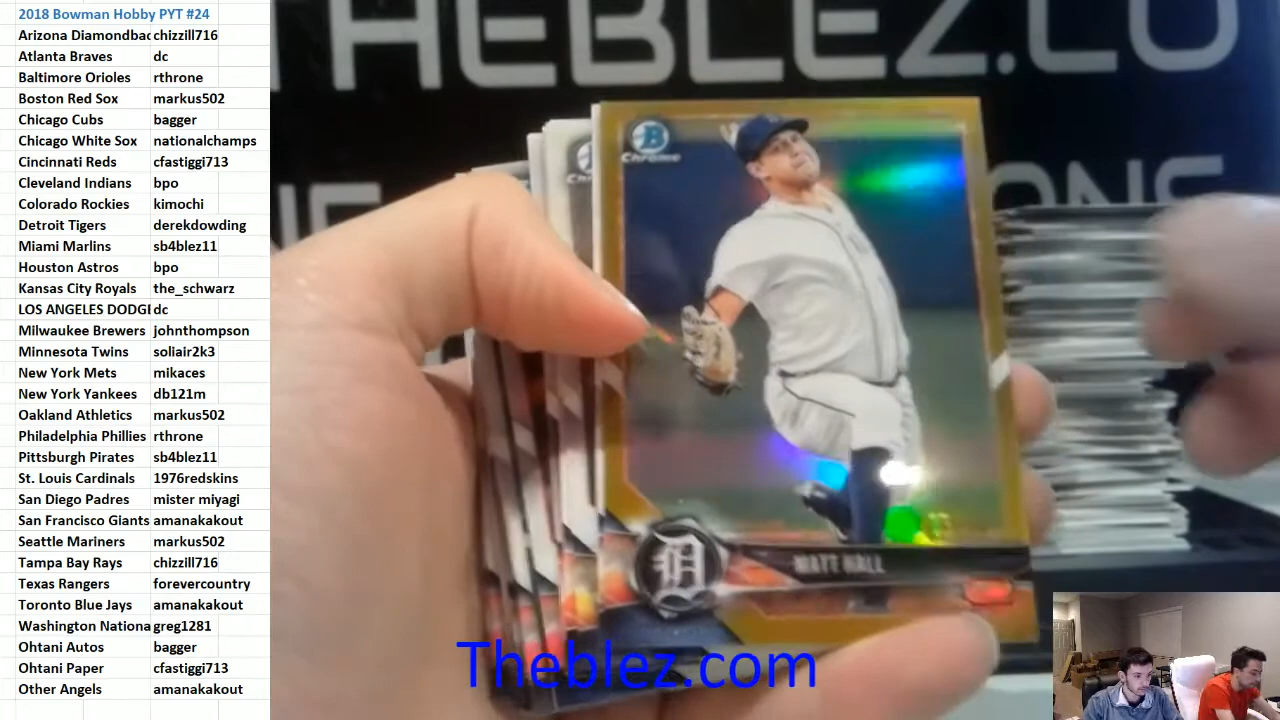 2018 Bowman Hobby PYT #24
Arizona Diamondbac chizzill716
Atlanta Braves dc
Baltimore Orioles rthrone
Boston Red Sox markus502
Chicago Cubs bagger
Chicago White Sox nationalchamps
Cincinnati Reds cfastiggi713
Cleveland Indians bpo
Colorado Rockies kimochi
Detroit Tigers derekdowding
Miami Marlins sb4blez11
Houston Astros bpo
Kansas City Royals the_schwarz
LOS ANGELES DODGE dc
Milwaukee Brewers johnthompson
Minnesota Twins soliair2k3
New York Mets mikaces
New York Yankees db121m
Oakland Athletics markus502
Philadelphia Phillies rthrone
Pittsburgh Pirates sb4blez11
St. Louis Cardinals 1976redskins
San Diego Padres mister miyagi
San Francisco Giants amanakakout
Seattle Mariners markus502
Tampa Bay Rays chizzill716
Texas Rangers forevercountry
Toronto Blue Jays amanakakout
Washington Nationa greg1281
Ohtani Autos bagger
Ohtani Paper cfastiggi713
Other Angels amanakakout
THEBLEZ.CO
B
Chrome
D
MATT HALL
Theblez.com